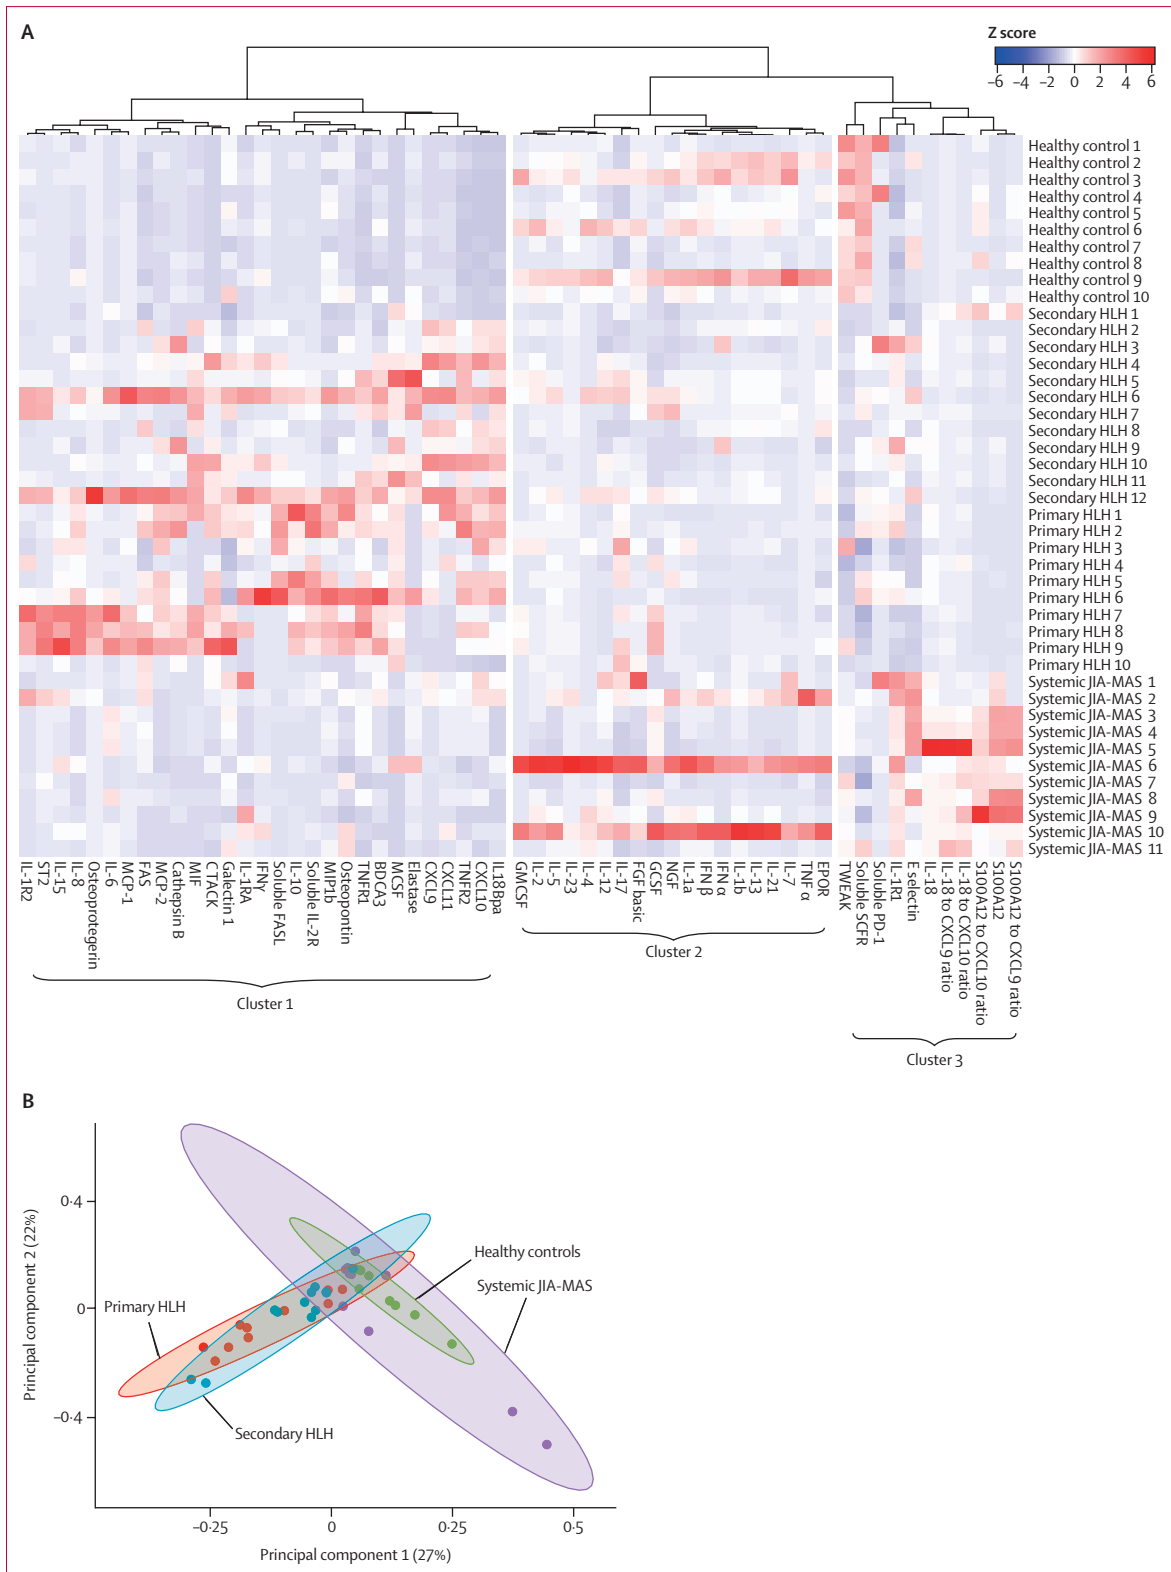 A
Z score
−6 −4 −2 0 2 4 6
Healthy control 1
Healthy control 2
Healthy control 3
Healthy control 4
Healthy control 5
Healthy control 6
Healthy control 7
Healthy control 8
Healthy control 9
Healthy control 10
Secondary HLH 1
Secondary HLH 2
Secondary HLH 3
Secondary HLH 4
Secondary HLH 5
Secondary HLH 6
Secondary HLH 7
Secondary HLH 8
Secondary HLH 9
Secondary HLH 10
Secondary HLH 11
Secondary HLH 12
Primary HLH 1
Primary HLH 2
Primary HLH 3
Primary HLH 4
Primary HLH 5
Primary HLH 6
Primary HLH 7
Primary HLH 8
Primary HLH 9
Primary HLH 10
Systemic JIA-MAS 1
Systemic JIA-MAS 2
Systemic JIA-MAS 3
Systemic JIA-MAS 4
Systemic JIA-MAS 5
Systemic JIA-MAS 6
Systemic JIA-MAS 7
Systemic JIA-MAS 8
Systemic JIA-MAS 9
Systemic JIA-MAS 10
Systemic JIA-MAS 11
IL-1R2
ST2
IL-15
IL-8
Osteoprotegerin
IL-6
MCP-1
FAS
MCP-2
Cathepsin B
MIF
CTACK
Galectin 1
IL-1RA
IFNγ
Soluble FASL
IL-10
Soluble IL-2R
MIP1b
Osteopontin
TNFR1
BDCA3
MCSF
Elastase
CXCL9
CXCL11
TNFR2
CXCL10
IL18Bpa
GMCSF
IL-2
IL-5
IL-23
IL-4
IL-12
IL-17
FGF basic
GCSF
NGF
IL-1a
IFN β
IFN α
IL-1b
IL-13
IL-21
IL-7
TNF α
EPOR
TWEAK
Soluble SCFR
Soluble PD-1
IL-1R1
E selectin
IL-18
IL-18 to CXCL9 ratio
IL-18 to CXCL10 ratio
S100A12 to CXCL10 ratio
S100A12
S100A12 to CXCL9 ratio
Cluster 1
Cluster 2
Cluster 3
B
Principal component 2 (22%)
0·4
0
−0·4
Healthy controls
Systemic JIA-MAS
Primary HLH
Secondary HLH
−0·25 0 0·25 0·5
Principal component 1 (27%)